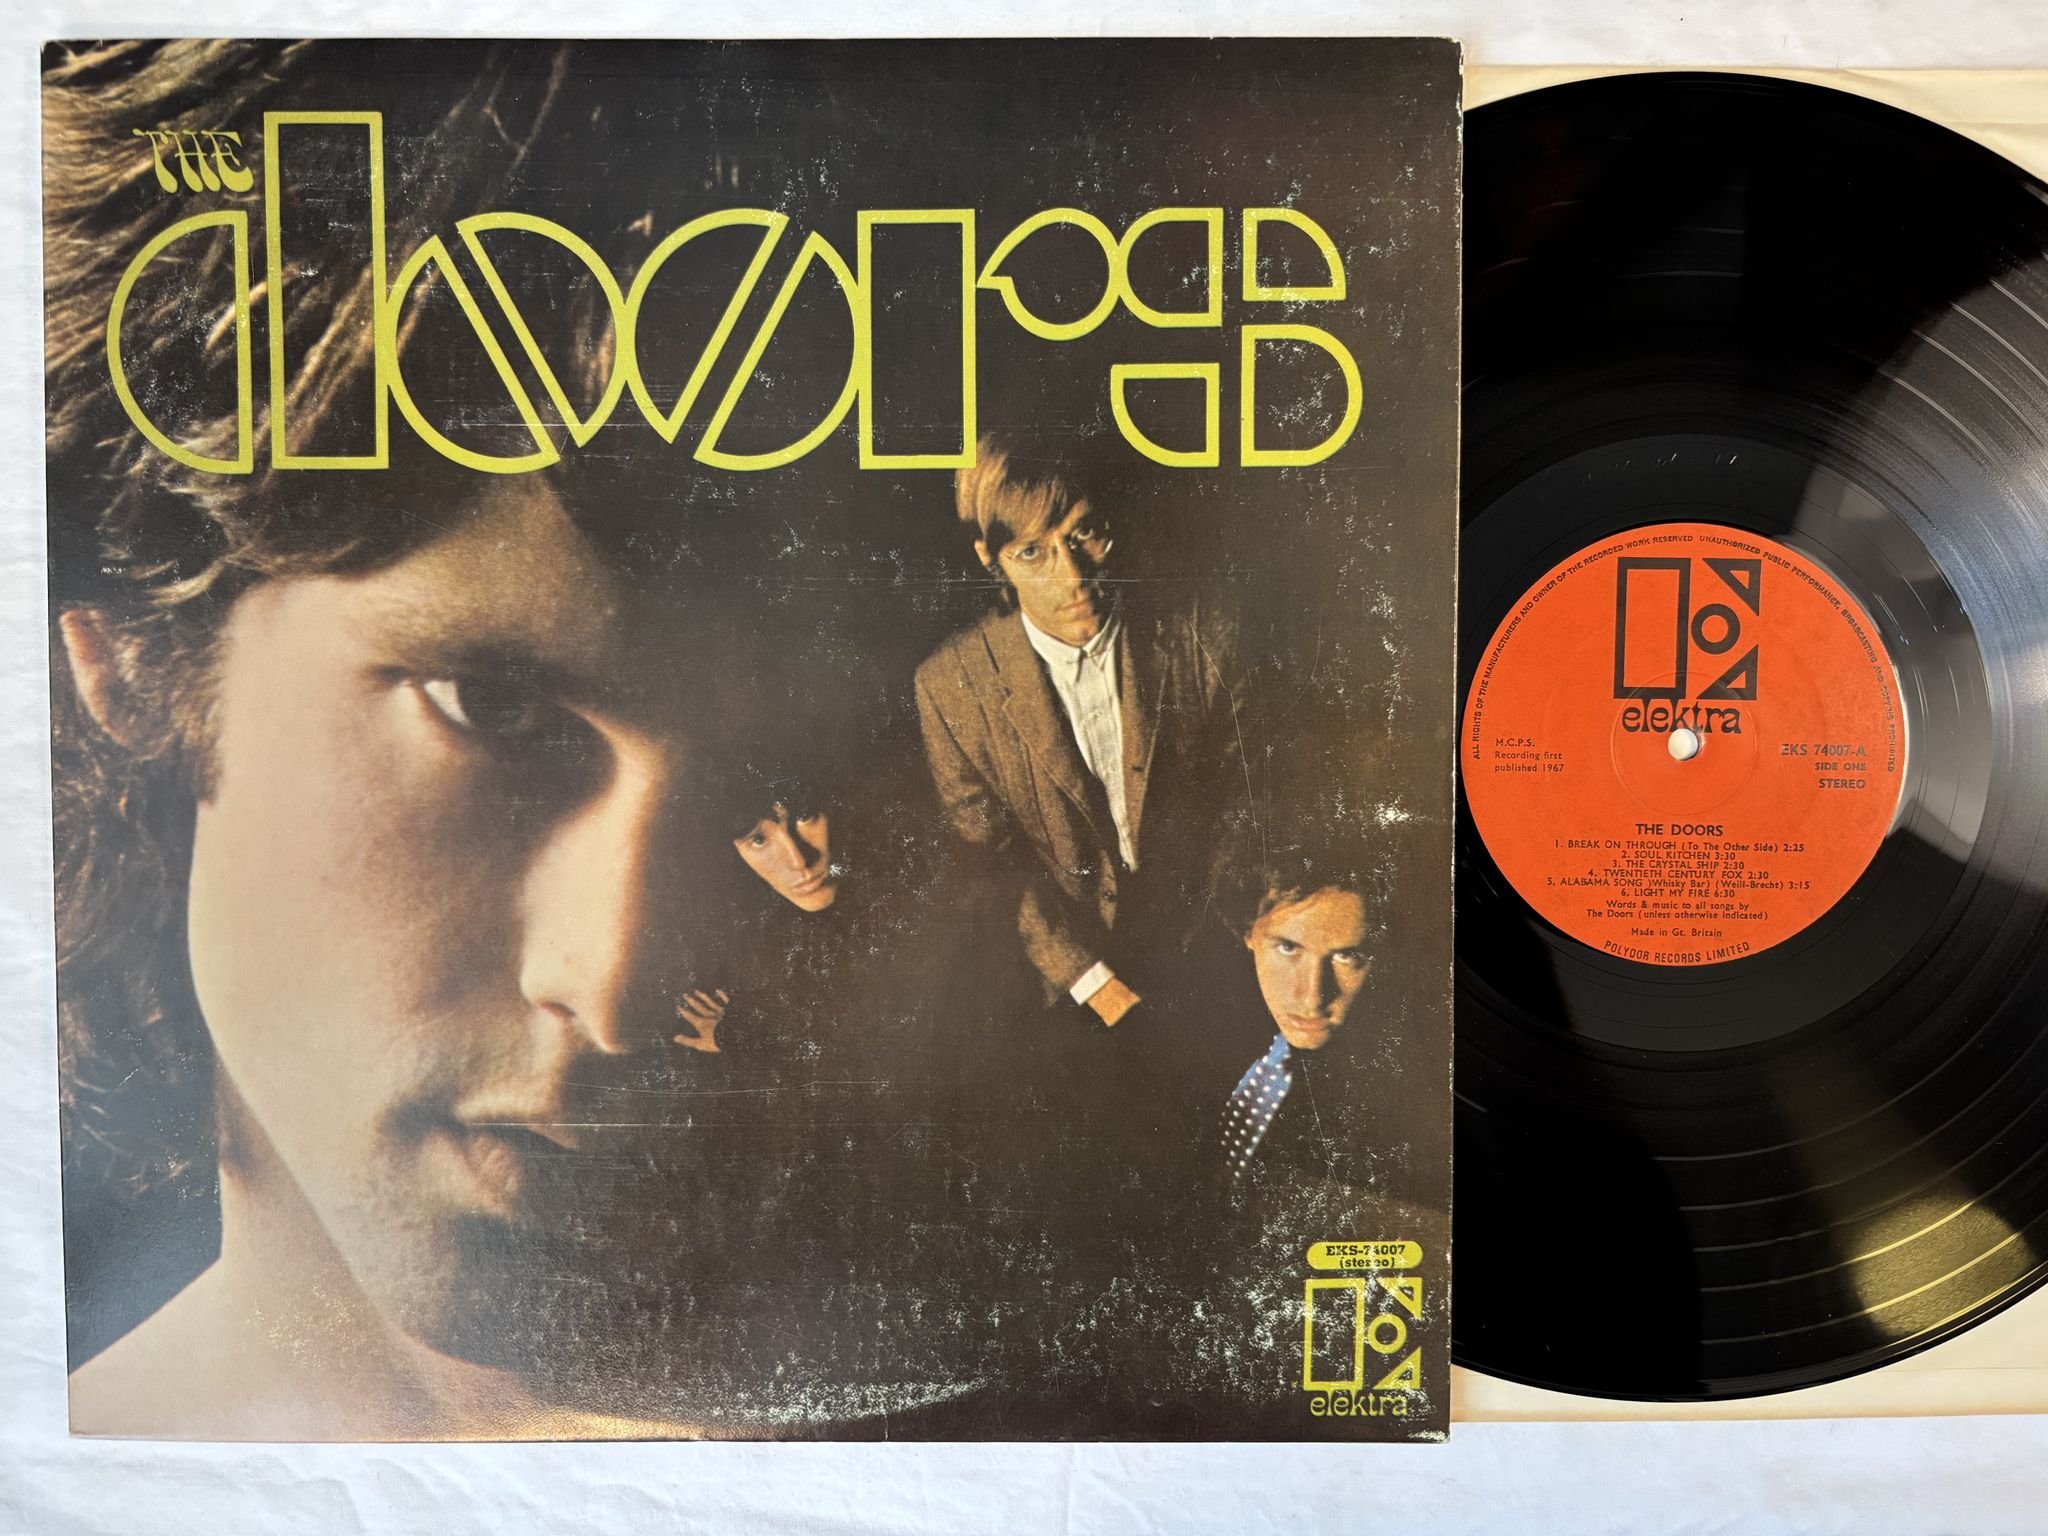 THE
doors
EKS-74007
(stereo)
elektra
ALL RIGHTS OF THE MANUFACTURERS AND OWNER OF THE RECORDED WORK RESERVED UNAUTHORIZED PUBLIC PERFORMANCE, BROADCASTING AND COPYING PROHIBITED
elektra
M.C.P.S.
Recording first
published 1967
EKS 74007-A
SIDE ONE
STEREO
THE DOORS
1. BREAK ON THROUGH (To The Other Side) 2:25
2. SOUL KITCHEN 3:30
3. THE CRYSTAL SHIP 2:30
4. TWENTIETH CENTURY FOX 2:30
5. ALABAMA SONG )Whisky Bar) (Weill-Brecht) 3:15
6. LIGHT MY FIRE 6:30
Words & music to all songs by
The Doors (unless otherwise indicated)
Made in Gt. Britain
POLYDOR RECORDS LIMITED